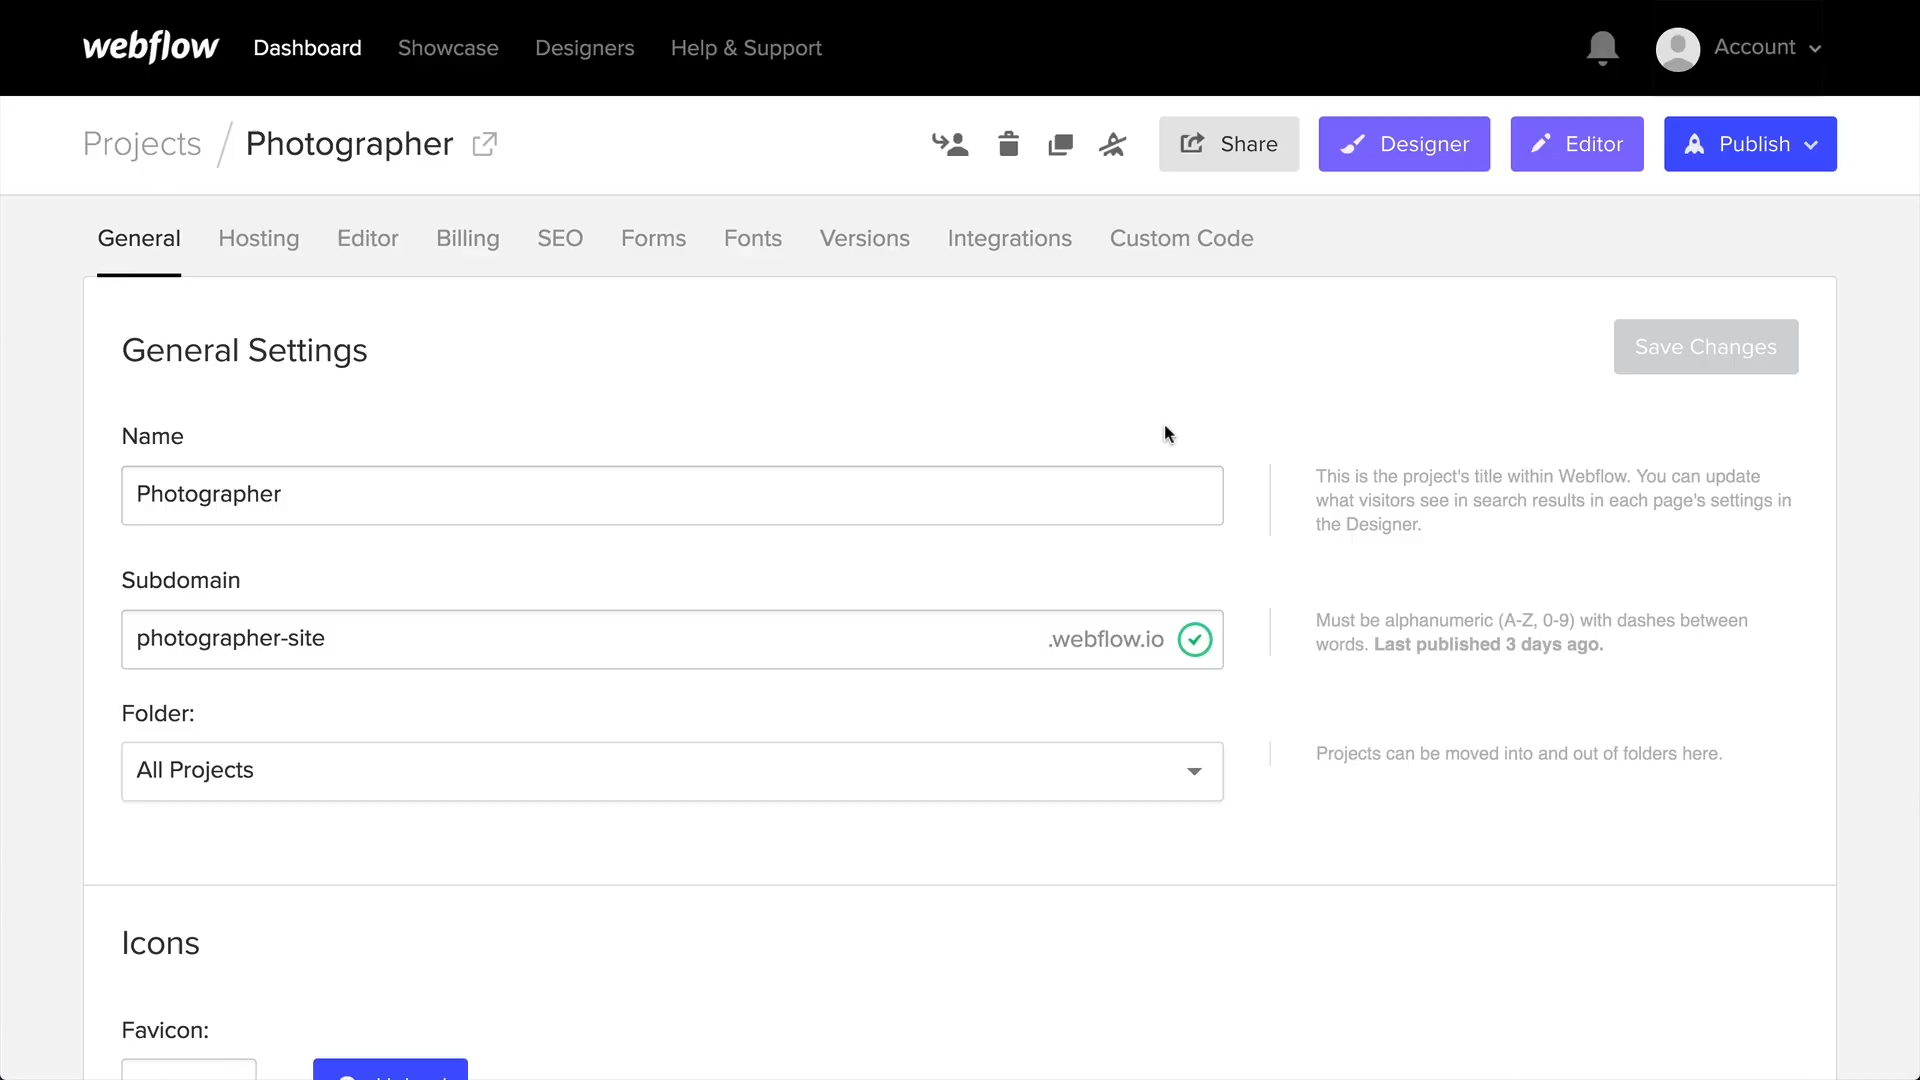 webflow Dashboard Showcase Designers Help & Support Account
Projects / Photographer Share Designer Editor Publish
General Hosting Editor Billing SEO Forms Fonts Versions Integrations Custom Code
General Settings Save Changes
Name
Photographer
This is the project's title within Webflow. You can update
what visitors see in search results in each page's settings in
the Designer.
Subdomain
photographer-site .webflow.io
Must be alphanumeric (A-Z, 0-9) with dashes between
words. Last published 3 days ago.
Folder:
All Projects
Projects can be moved into and out of folders here.
Icons
Favicon: